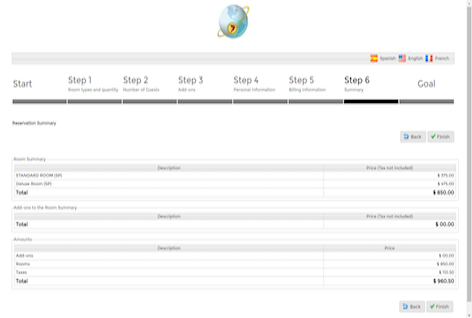 Spanish English French
Start
Step 1
Room types and quantity
Step 2
Number of Guests
Step 3
Add-ons
Step 4
Personal Information
Step 5
Billing Information
Step 6
Summary
Goal
Reservation Summary
Back Finish
Room Summary
Description Price (Tax not included)
STANDARD ROOM (SP) $ 375.00
Deluxe Room (SP) $ 475.00
Total $ 850.00
Add-ons to the Room Summary
Description Price (Tax not included)
Total $ 00.00
Amounts
Description Price
Add-ons $ 00.00
Rooms $ 850.00
Taxes $ 110.50
Total $ 960.50
Back Finish